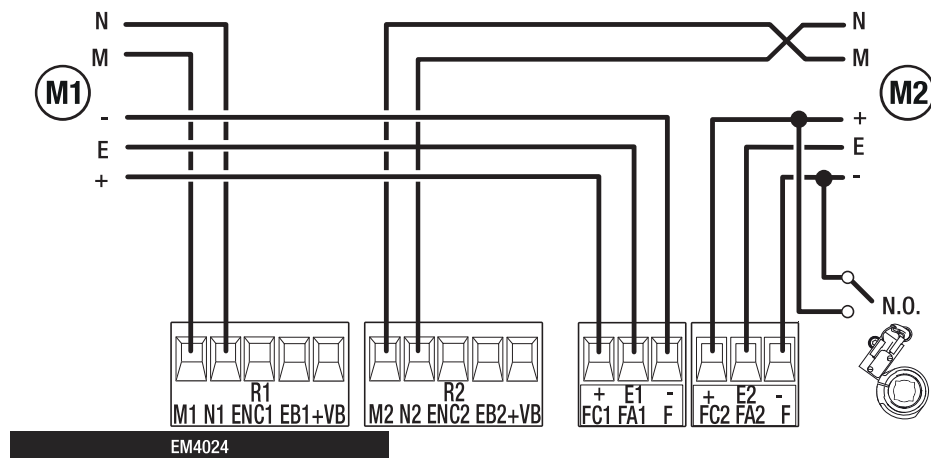 N N
M M
M1 M2
- +
E E
+ -
N.O.
R1 R2 + E1 - + E2 -
M1 N1 ENC1 EB1+VB M2 N2 ENC2 EB2+VB FC1 FA1 F FC2 FA2 F
EM4024